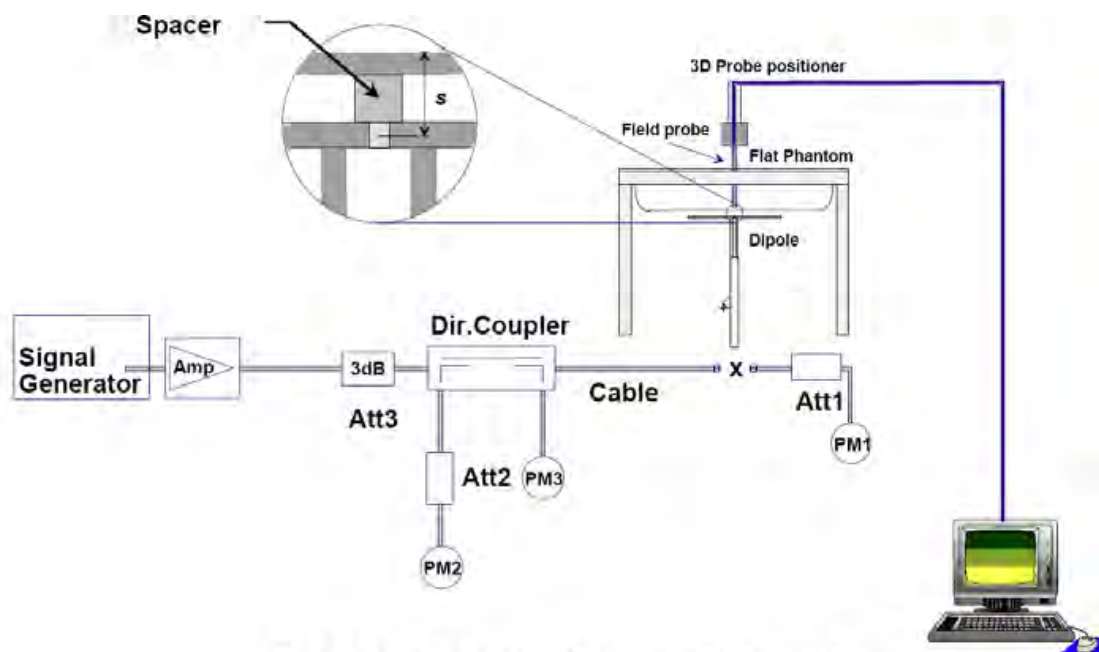 Spacer
s
3D Probe positioner
Field probe
Flat Phantom
Dipole
Signal
Generator
Amp
3dB
Att3
Dir.Coupler
Cable
x
Att1
PM1
Att2
PM3
PM2